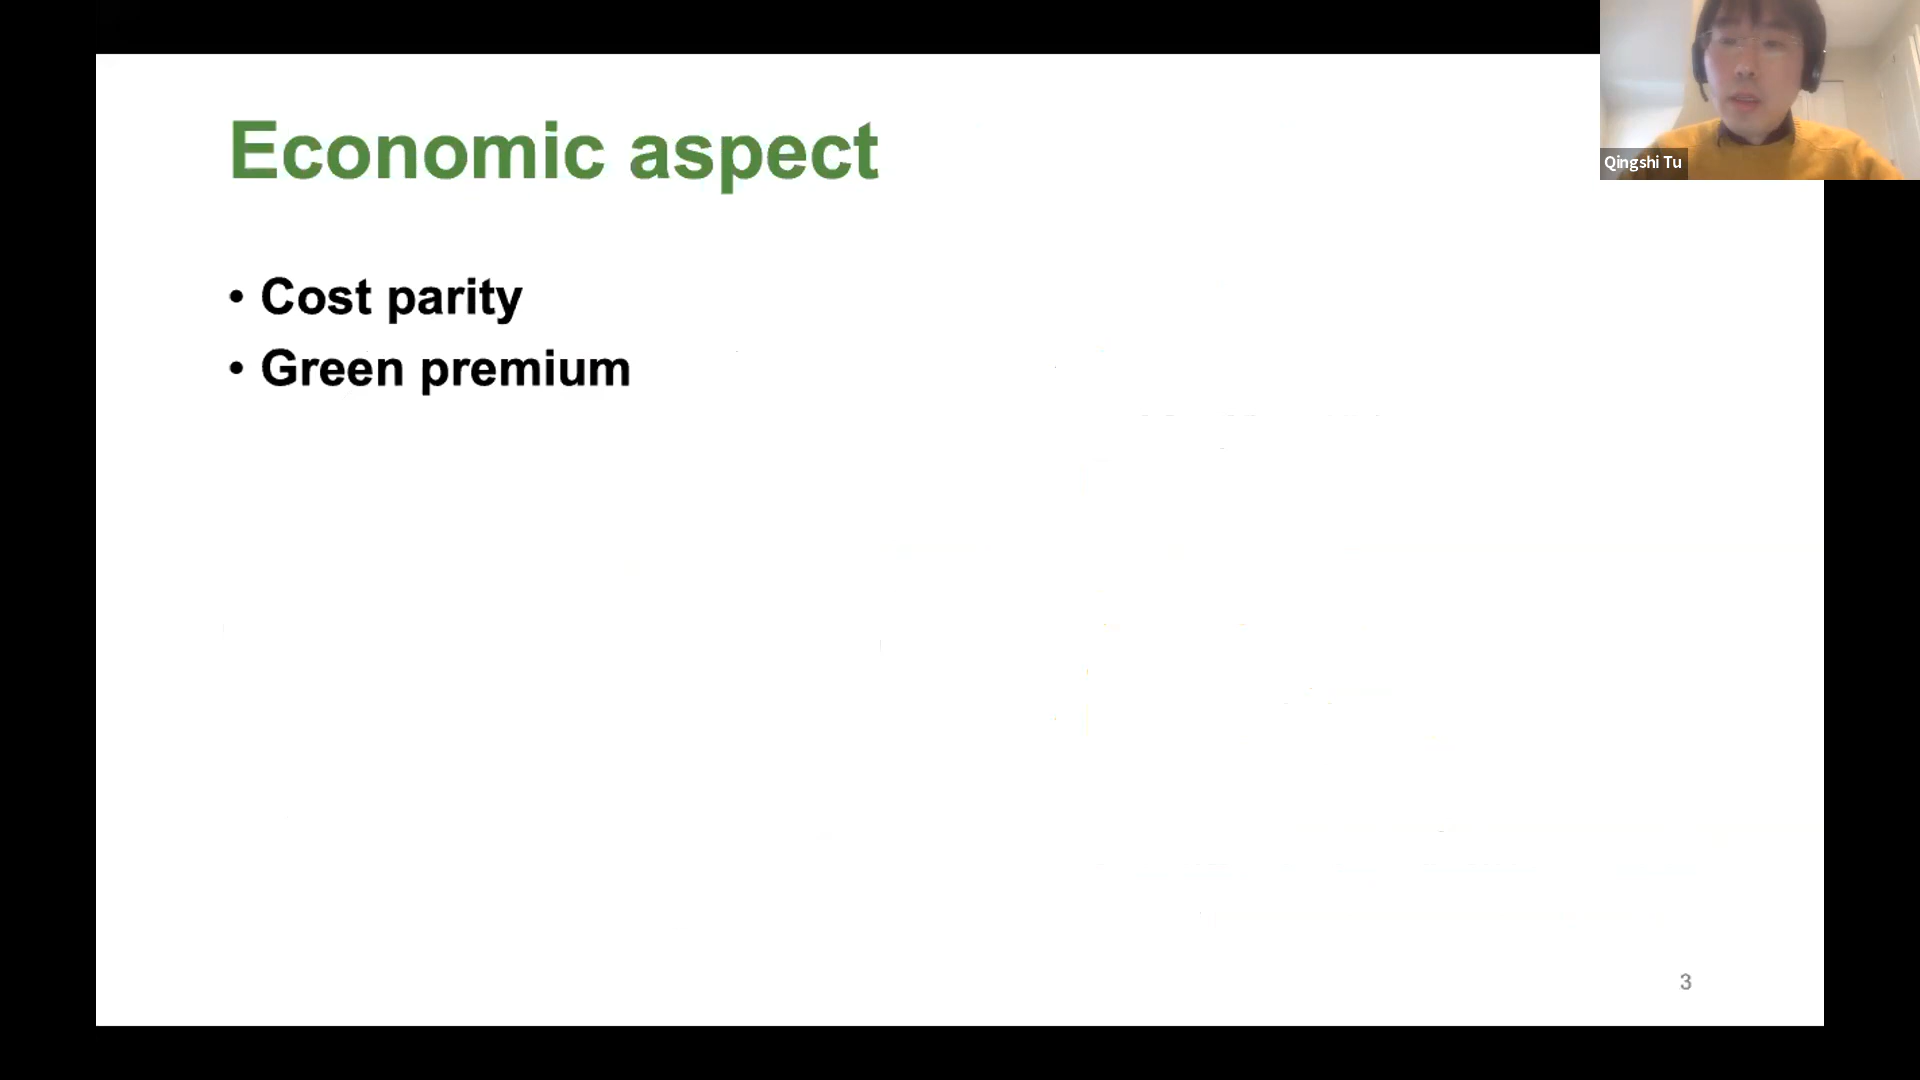 Economic aspect
• Cost parity
• Green premium
Qingshi Tu
3